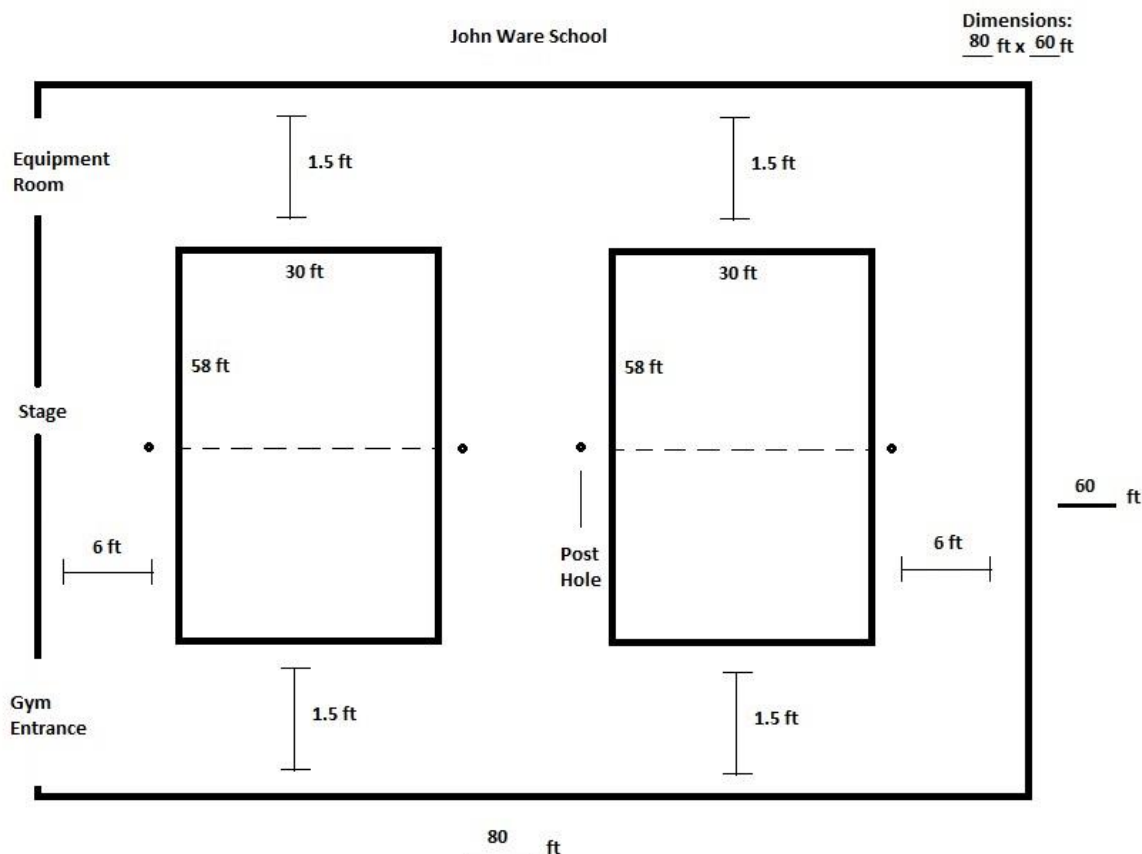 John Ware School
Dimensions:
80 ft x 60 ft
Equipment
Room
1.5 ft
1.5 ft
30 ft
30 ft
58 ft
58 ft
Stage
60 ft
6 ft
Post
Hole
6 ft
Gym
Entrance
1.5 ft
1.5 ft
80 ft